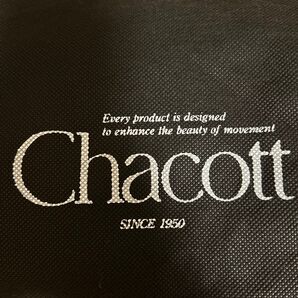 Every product is designed
to enhance the beauty of movement
Chacott
SINCE 1950